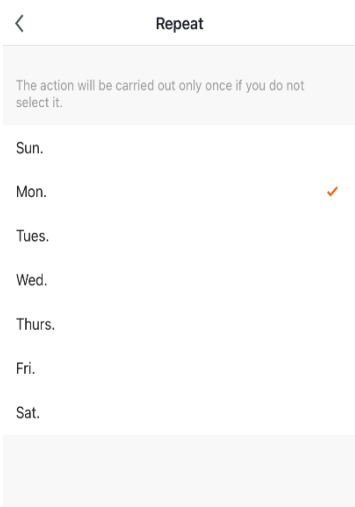 Repeat
The action will be carried out only once if you do not
select it.
Sun.
Mon.
Tues.
Wed.
Thurs.
Fri.
Sat.